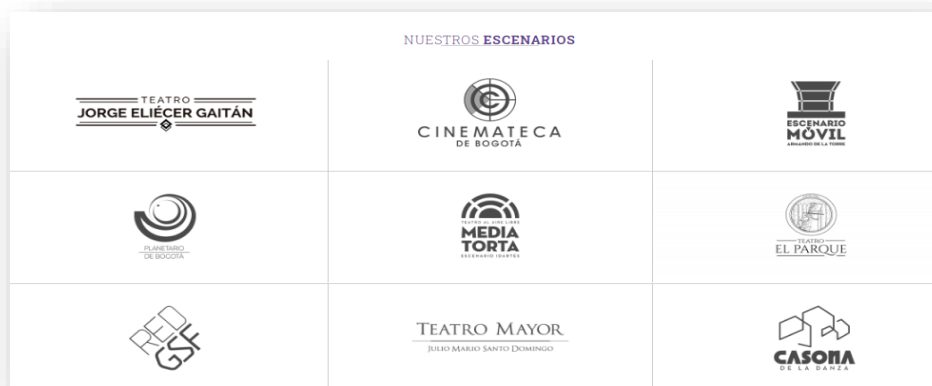 NUESTROS ESCENARIOS
TEATRO
JORGE ELIÉCER GAITÁN
CINEMATECA
DE BOGOTÁ
ESCENARIO
MÓVIL
ARMANDO DE LA TORRE
PLANETARIO
DE BOGOTÁ
TEATRO AL AIRE LIBRE
MEDIA
TORTA
ESCENARIO IDARTES
TEATRO
EL PARQUE
RED
GSF
TEATRO MAYOR
JULIO MARIO SANTO DOMINGO
CASONA
DE LA DANZA